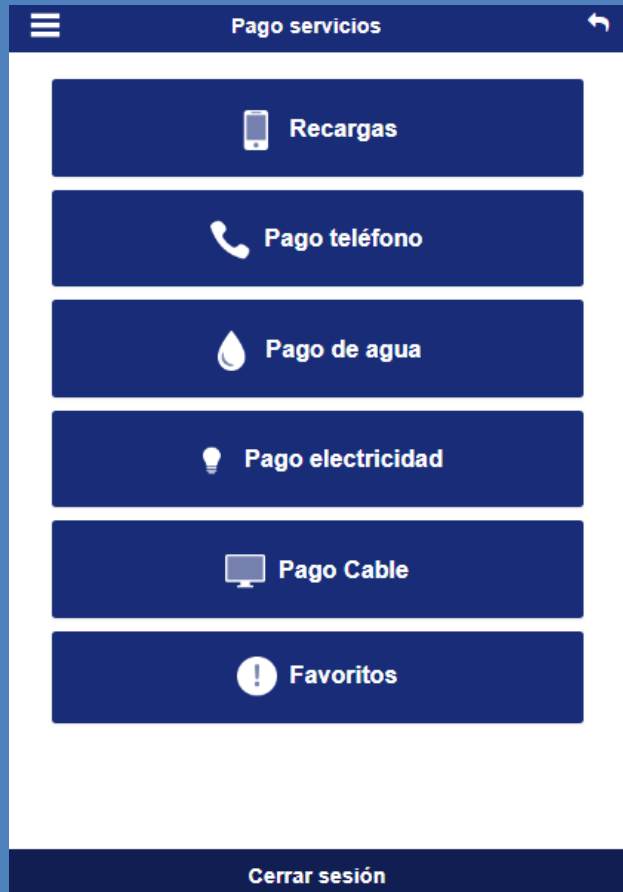 Pago servicios
Recargas
Pago teléfono
Pago de agua
Pago electricidad
Pago Cable
Favoritos
Cerrar sesión